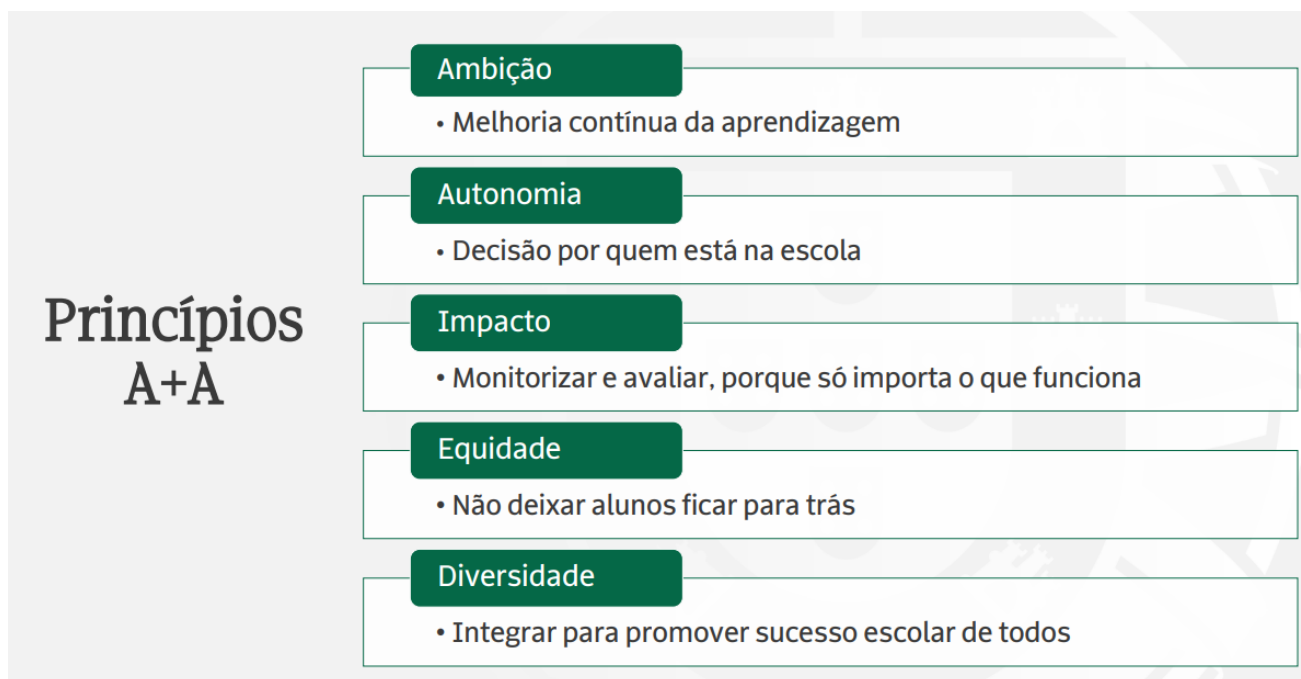 Princípios
A+A
Ambição
• Melhoria contínua da aprendizagem
Autonomia
• Decisão por quem está na escola
Impacto
• Monitorizar e avaliar, porque só importa o que funciona
Equidade
• Não deixar alunos ficar para trás
Diversidade
• Integrar para promover sucesso escolar de todos